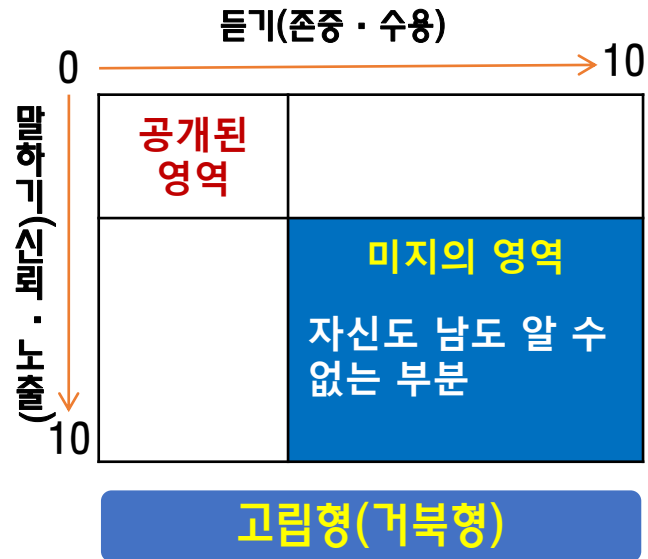 듣기(존중 · 수용)
0
10
말하기(신뢰 · 노출)
10
공개된
영역
미지의 영역
자신도 남도 알 수
없는 부분
고립형(거북형)